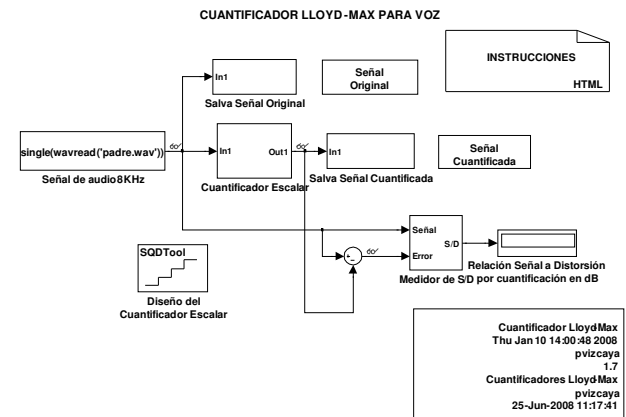 CUANTIFICADOR LLOYD-MAX PARA VOZ
INSTRUCCIONES
HTML
In1
Salva Señal Original
Señal
Original
single(wavread('padre.wav'))
Señal de audio8KHz
In1 Out1
Cuantificador Escalar
In1
Salva Señal Cuantificada
Señal
Cuantificada
Señal
Error
S/D
Medidor de S/D
Relación Señal a Distorsión
por cuantificación en dB
SQDTool
Diseño del
Cuantificador Escalar
Cuantificador Lloyd-Max
Thu Jan 10 14:00:48 2008
pvizcaya
1.7
Cuantificadores Lloyd-Max
pvizcaya
25-Jun-2008 11:17:41